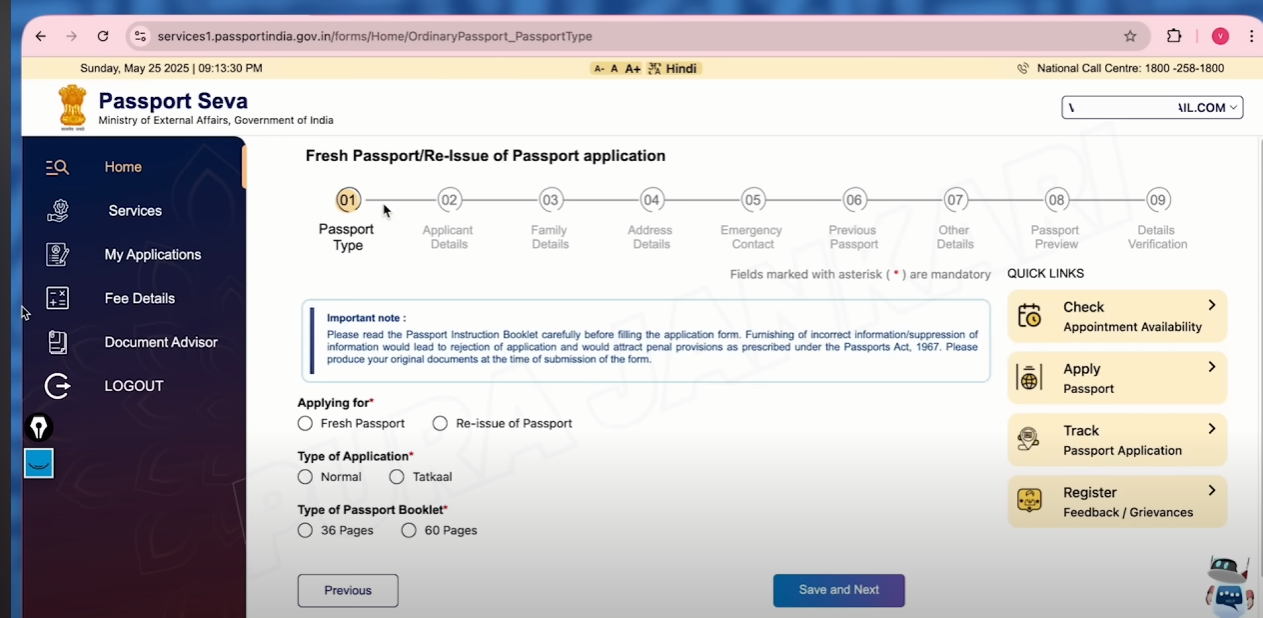 services1.passportindia.gov.in/forms/Home/OrdinaryPassport_PassportType
Sunday, May 25 2025 | 09:13:30 PM
A- A A+ Hindi
National Call Centre: 1800 -258-1800
Passport Seva
Ministry of External Affairs, Government of India
IL.COM
Home
Services
My Applications
Fee Details
Document Advisor
LOGOUT
Fresh Passport/Re-Issue of Passport application
01 02 03 04 05 06 07 08 09
Passport Type
Applicant Details
Family Details
Address Details
Emergency Contact
Previous Passport
Other Details
Passport Preview
Details Verification
Fields marked with asterisk ( * ) are mandatory
Important note :
Please read the Passport Instruction Booklet carefully before filling the application form. Furnishing of incorrect information/suppression of
information would lead to rejection of application and would attract penal provisions as prescribed under the Passports Act, 1967. Please
produce your original documents at the time of submission of the form.
Applying for*
Fresh Passport Re-issue of Passport
Type of Application*
Normal Tatkaal
Type of Passport Booklet*
36 Pages 60 Pages
Previous
Save and Next
QUICK LINKS
Check
Appointment Availability
Apply
Passport
Track
Passport Application
Register
Feedback / Grievances
PURA JANKARI